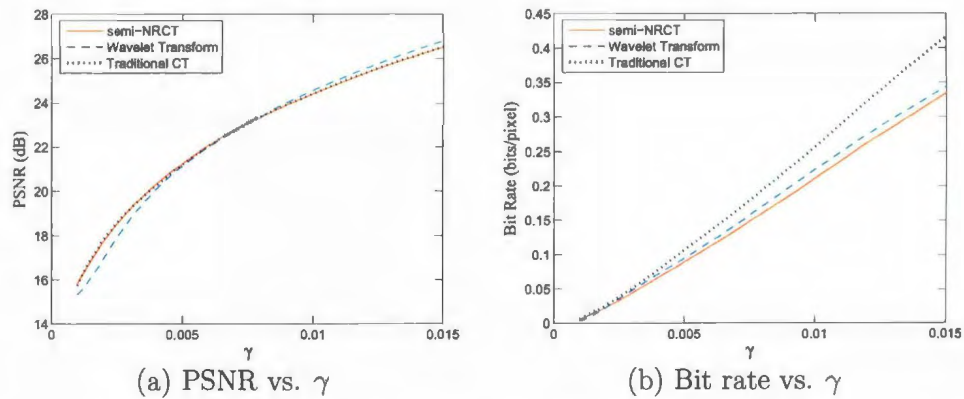 28
26
24
22
20
18
16
14
PSNR (dB)
semi-NRCT
Wavelet Transform
Traditional CT
0
0.005
0.010
0.015
γ
(a) PSNR vs. γ
0.45
0.4
0.35
0.3
0.25
0.2
0.15
0.1
0.05
0
Bit Rate (bits/pixel)
semi-NRCT
Wavelet Transform
Traditional CT
0
0.005
0.010
0.015
γ
(b) Bit rate vs. γ